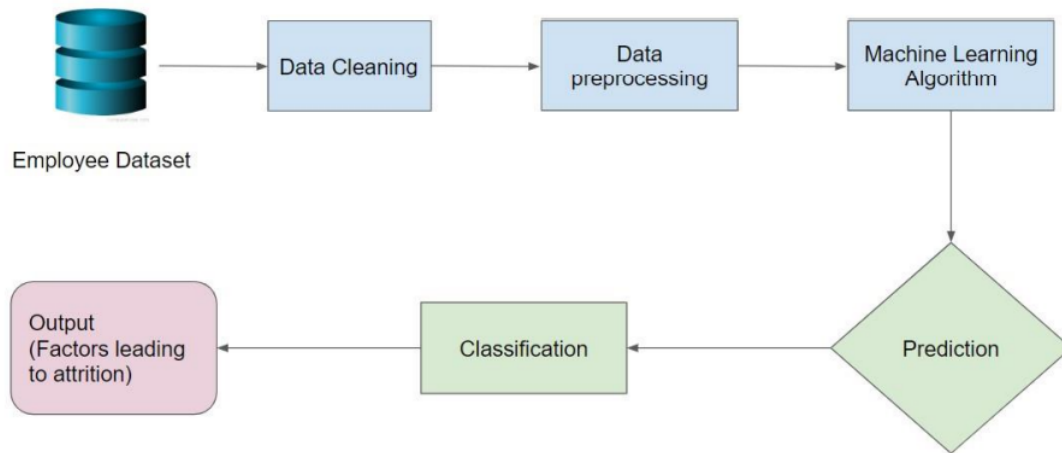 Employee Dataset
Data Cleaning
Data
preprocessing
Machine Learning
Algorithm
Prediction
Classification
Output
(Factors leading
to attrition)